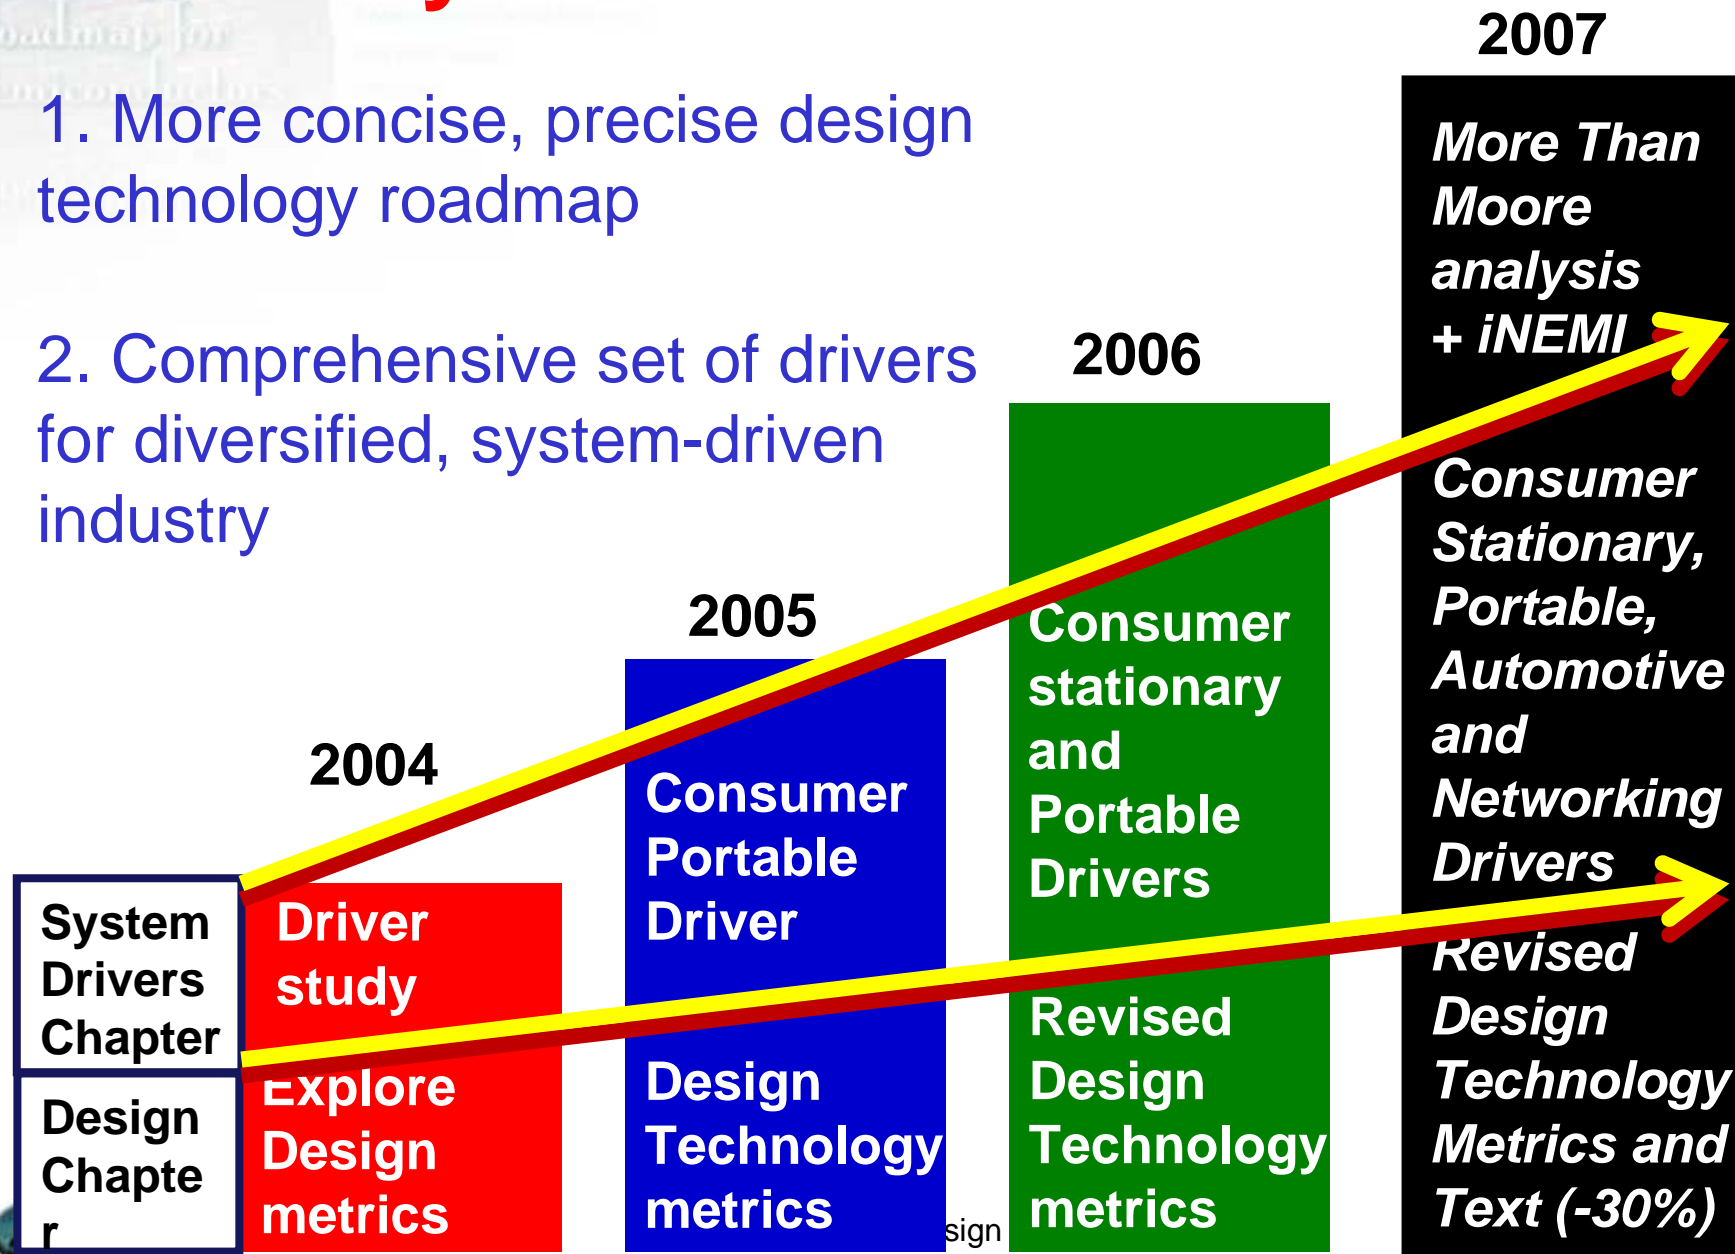 1. More concise, precise design
technology roadmap
2. Comprehensive set of drivers
for diversified, system-driven
industry
2004
2005
2006
2007
System
Drivers
Chapter
Design
Chapte
r
Driver
study
Explore
Design
metrics
Consumer
Portable
Driver
Design
Technology
metrics
Consumer
stationary
and
Portable
Drivers
Revised
Design
Technology
metrics
More Than
Moore
analysis
+ iNEMI
Consumer
Stationary,
Portable,
Automotive
and
Networking
Drivers
Revised
Design
Technology
Metrics and
Text (-30%)
sign